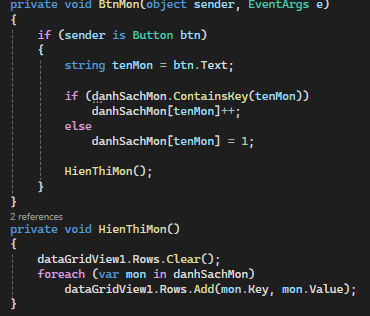 private void BtnMon(object sender, EventArgs e)
{
    if (sender is Button btn)
    {
        string tenMon = btn.Text;
        if (danhSachMon.ContainsKey(tenMon))
            danhSachMon[tenMon]++;
        else
            danhSachMon[tenMon] = 1;
        HienThiMon();
    }
}
2 references
private void HienThiMon()
{
    dataGridView1.Rows.Clear();
    foreach (var mon in danhSachMon)
        dataGridView1.Rows.Add(mon.Key, mon.Value);
}